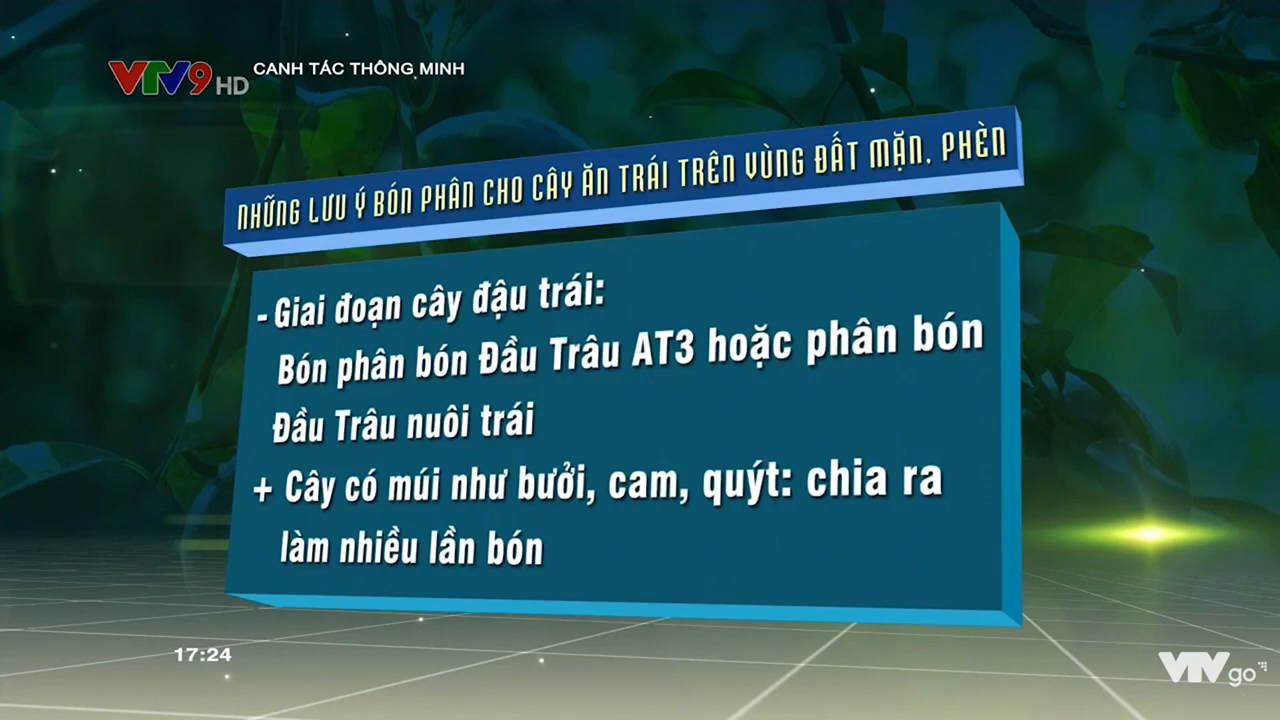 VTV9 HD
CANH TÁC THÔNG MINH
NHỮNG LƯU Ý BÓN PHÂN CHO CÂY ĂN TRÁI TRÊN VÙNG ĐẤT MẶN, PHÈN
- Giai đoạn cây đậu trái:
Bón phân bón Đầu Trâu AT3 hoặc phân bón
Đầu Trâu nuôi trái
+ Cây có múi như bưởi, cam, quýt: chia ra
làm nhiều lần bón
17:24
VTV go